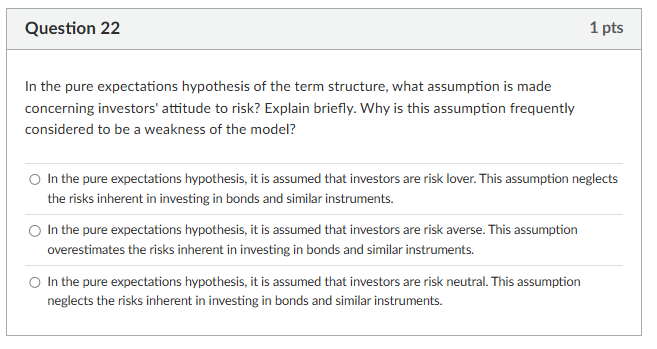 Question 22
1 pts
In the pure expectations hypothesis of the term structure, what assumption is made
concerning investors' attitude to risk? Explain briefly. Why is this assumption frequently
considered to be a weakness of the model?
In the pure expectations hypothesis, it is assumed that investors are risk lover. This assumption neglects
the risks inherent in investing in bonds and similar instruments.
In the pure expectations hypothesis, it is assumed that investors are risk averse. This assumption
overestimates the risks inherent in investing in bonds and similar instruments.
In the pure expectations hypothesis, it is assumed that investors are risk neutral. This assumption
neglects the risks inherent in investing in bonds and similar instruments.